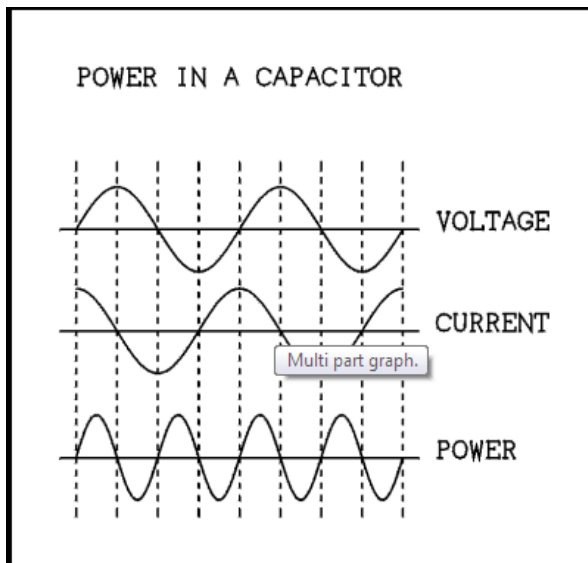 POWER IN A CAPACITOR
VOLTAGE
CURRENT
Multi part graph.
POWER